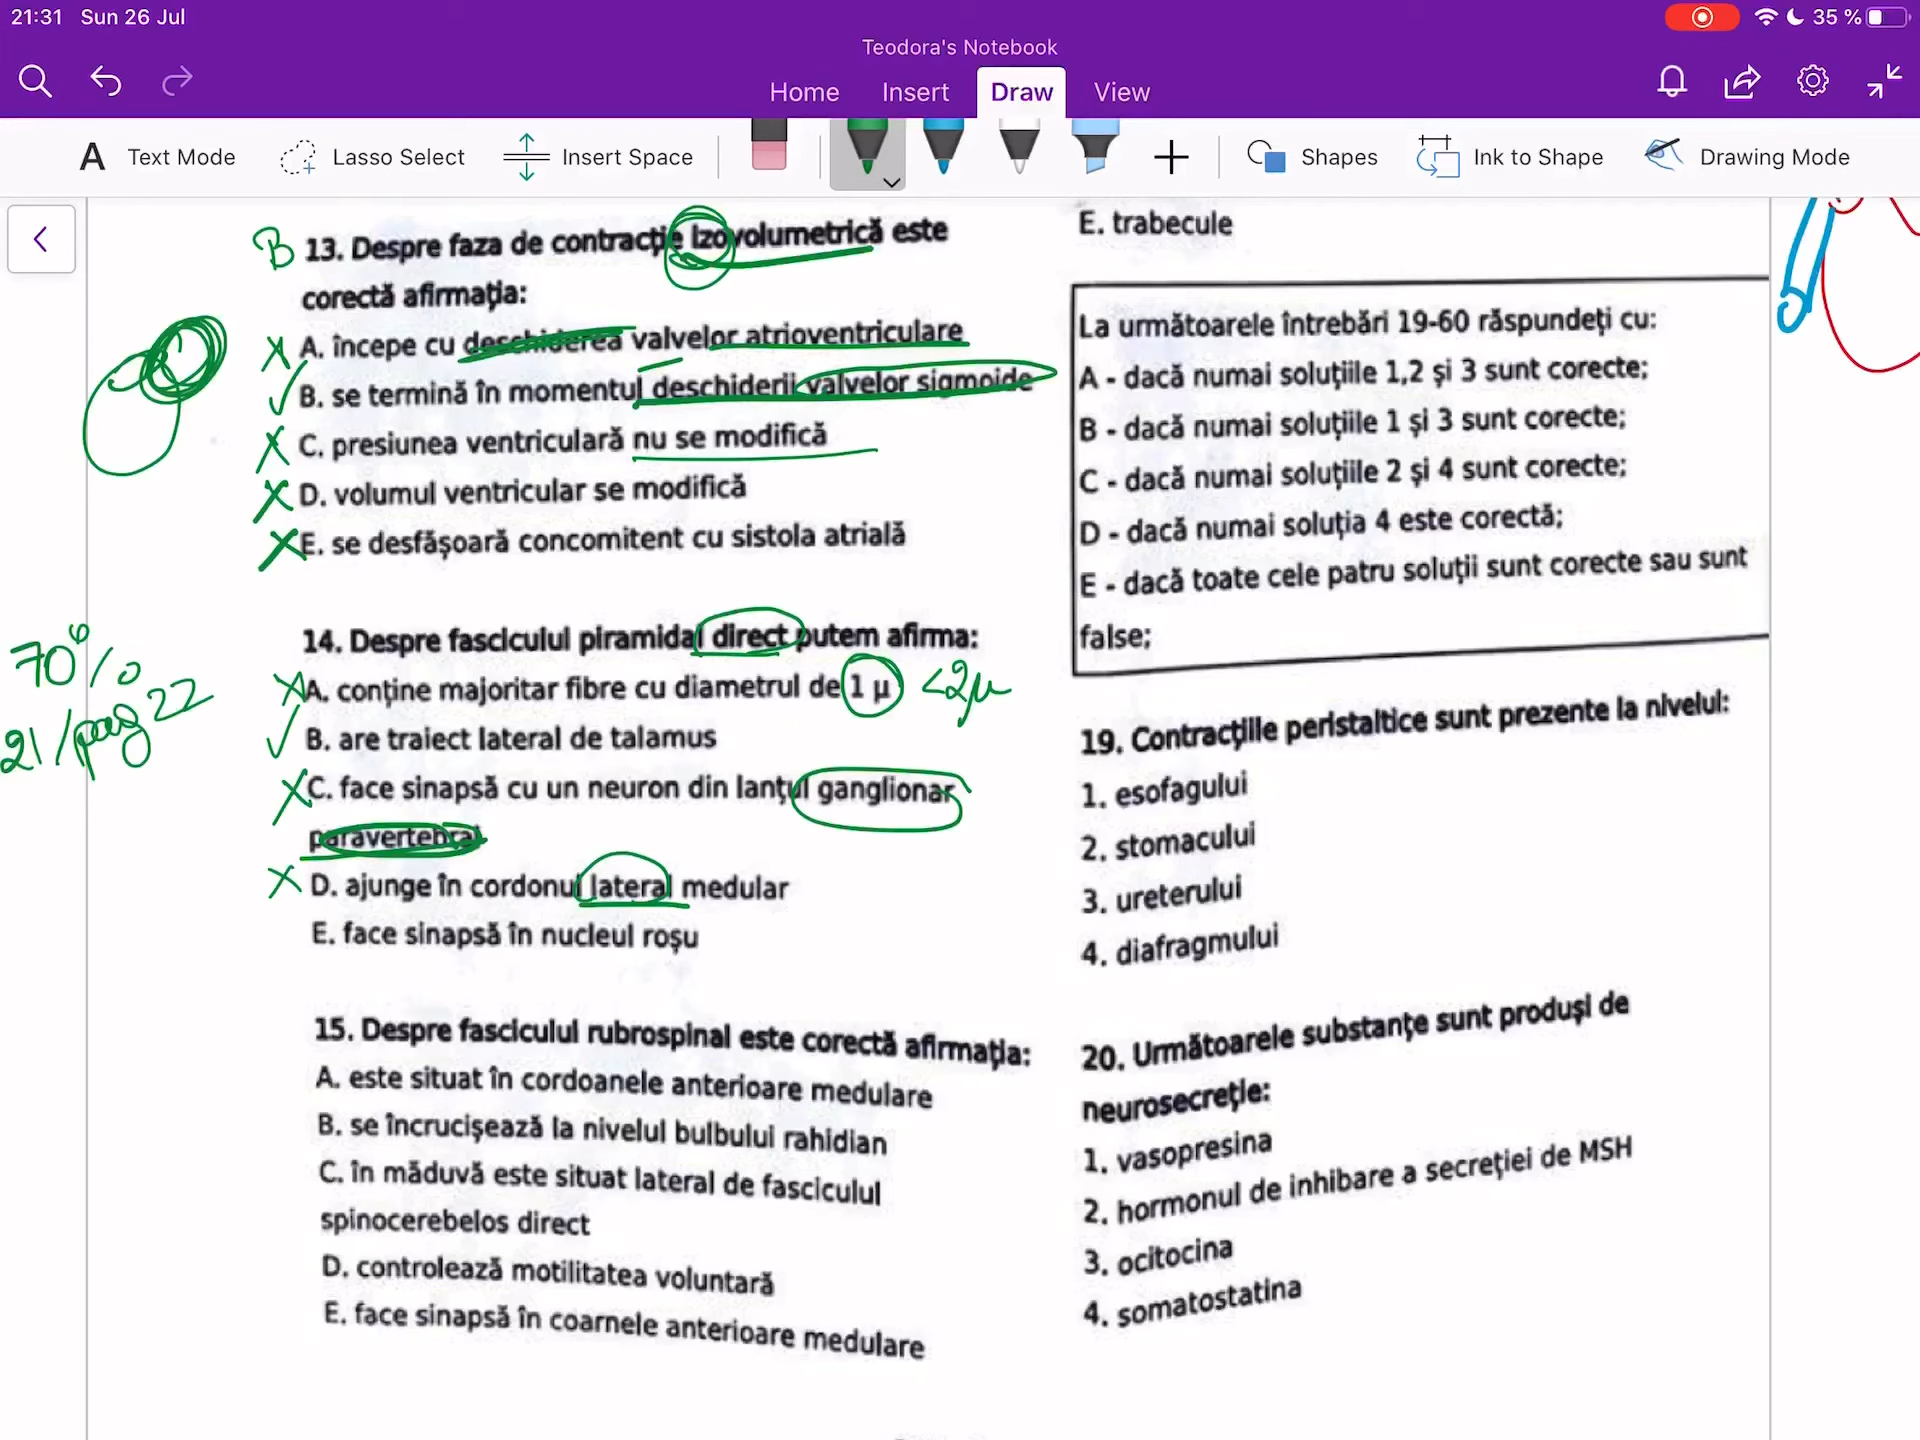 21:31 Sun 26 Jul
35 %
Teodora's Notebook
Home Insert Draw View
A Text Mode Lasso Select Insert Space Shapes Ink to Shape Drawing Mode
B 13. Despre faza de contracție izovolumetrică este
corectă afirmația:
A. începe cu deschiderea valvelor atrioventriculare
B. se termină în momentul deschiderii valvelor sigmoide
C. presiunea ventriculară nu se modifică
D. volumul ventricular se modifică
E. se desfășoară concomitent cu sistola atrială
14. Despre fasciculul piramidal direct putem afirma:
A. conține majoritar fibre cu diametrul de 1 μ <2μ
B. are traiect lateral de talamus
C. face sinapsă cu un neuron din lanțul ganglionar
paravertebral
D. ajunge în cordonul lateral medular
E. face sinapsă în nucleul roșu
70%
21/pag 22
15. Despre fasciculul rubrospinal este corectă afirmația:
A. este situat în cordoanele anterioare medulare
B. se încrucișează la nivelul bulbului rahidian
C. în măduvă este situat lateral de fasciculul
spinocerebelos direct
D. controlează motilitatea voluntară
E. face sinapsă în coarnele anterioare medulare
E. trabecule
La următoarele întrebări 19-60 răspundeți cu:
A - dacă numai soluțiile 1,2 și 3 sunt corecte;
B - dacă numai soluțiile 1 și 3 sunt corecte;
C - dacă numai soluțiile 2 și 4 sunt corecte;
D - dacă numai soluția 4 este corectă;
E - dacă toate cele patru soluții sunt corecte sau sunt
false;
19. Contracțiile peristaltice sunt prezente la nivelul:
1. esofagului
2. stomacului
3. ureterului
4. diafragmului
20. Următoarele substanțe sunt produși de
neurosecreție:
1. vasopresina
2. hormonul de inhibare a secreției de MSH
3. ocitocina
4. somatostatina